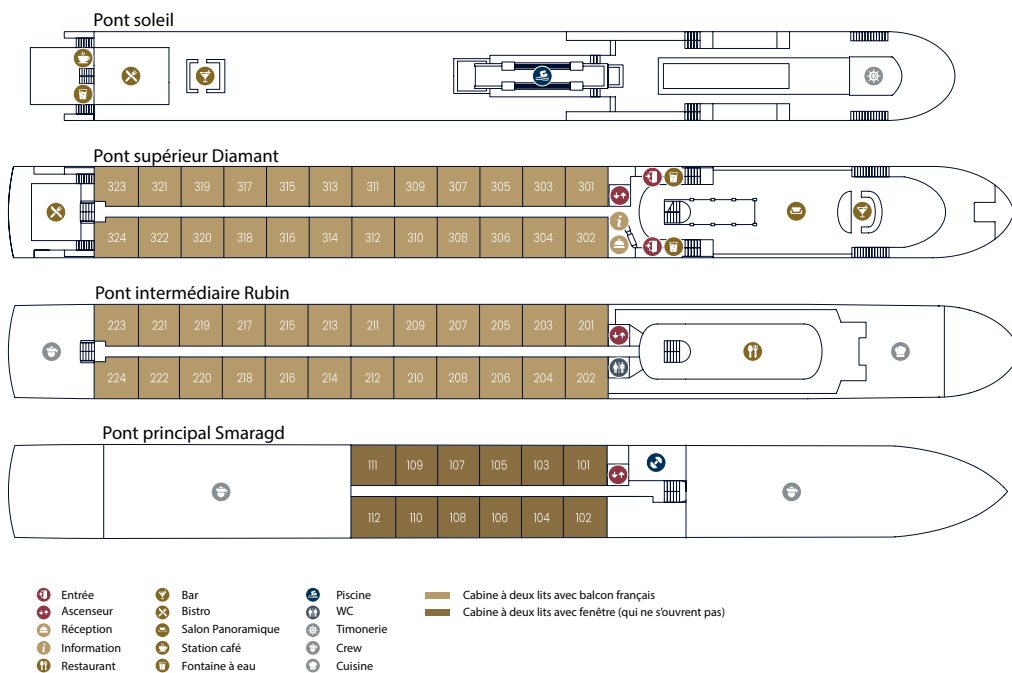 Pont soleil
Pont supérieur Diamant
323 321 319 317 315 313 311 309 307 305 303 301
324 322 320 318 316 314 312 310 308 306 304 302
Pont intermédiaire Rubin
223 221 219 217 215 213 211 209 207 205 203 201
224 222 220 218 216 214 212 210 208 206 204 202
Pont principal Smaragd
111 109 107 105 103 101
112 110 108 106 104 102
Entrée
Ascenseur
Réception
Information
Restaurant
Bar
Bistro
Salon Panoramique
Station café
Fontaine à eau
Piscine
WC
Timonerie
Crew
Cuisine
Cabine à deux lits avec balcon français
Cabine à deux lits avec fenêtre (qui ne s'ouvrent pas)